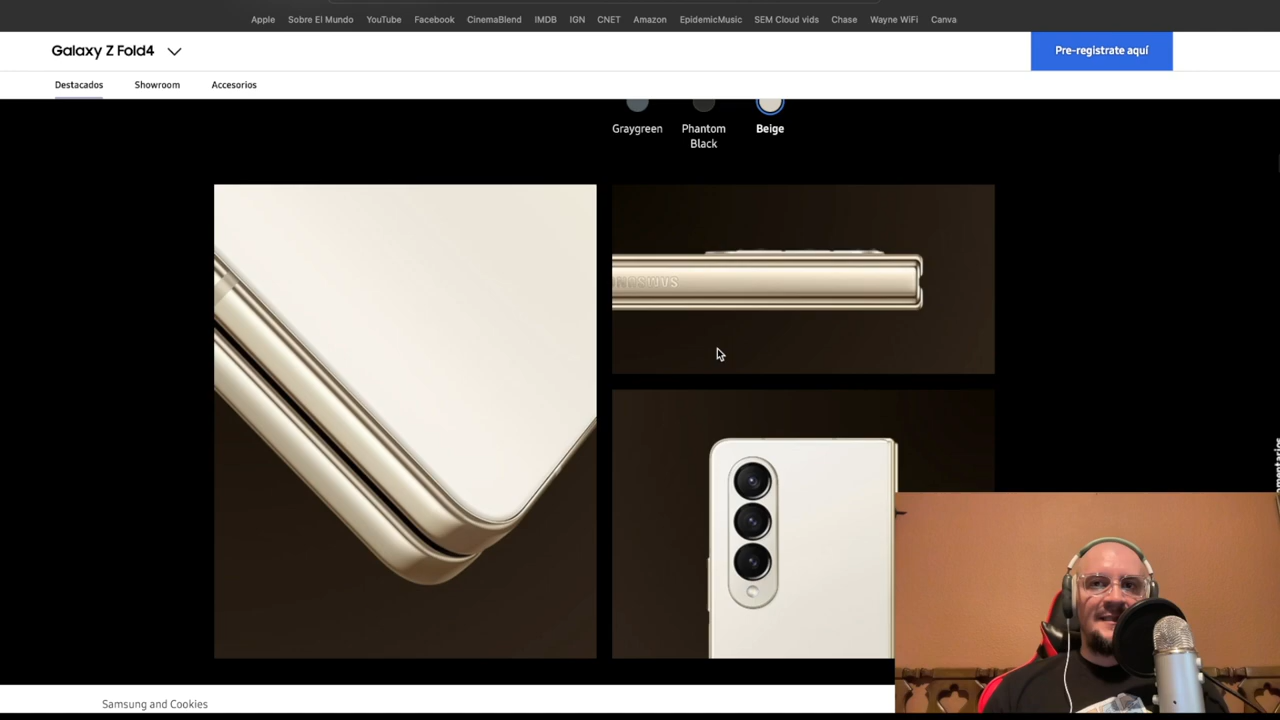 Apple Sobre El Mundo YouTube Facebook CinemaBlend IMDB IGN CNET Amazon EpidemicMusic SEM Cloud vids Chase Wayne WiFi Canva
Galaxy Z Fold4
Pre-registrate aquí
Destacados Showroom Accesorios
Graygreen Phantom Black Beige
Samsung and Cookies